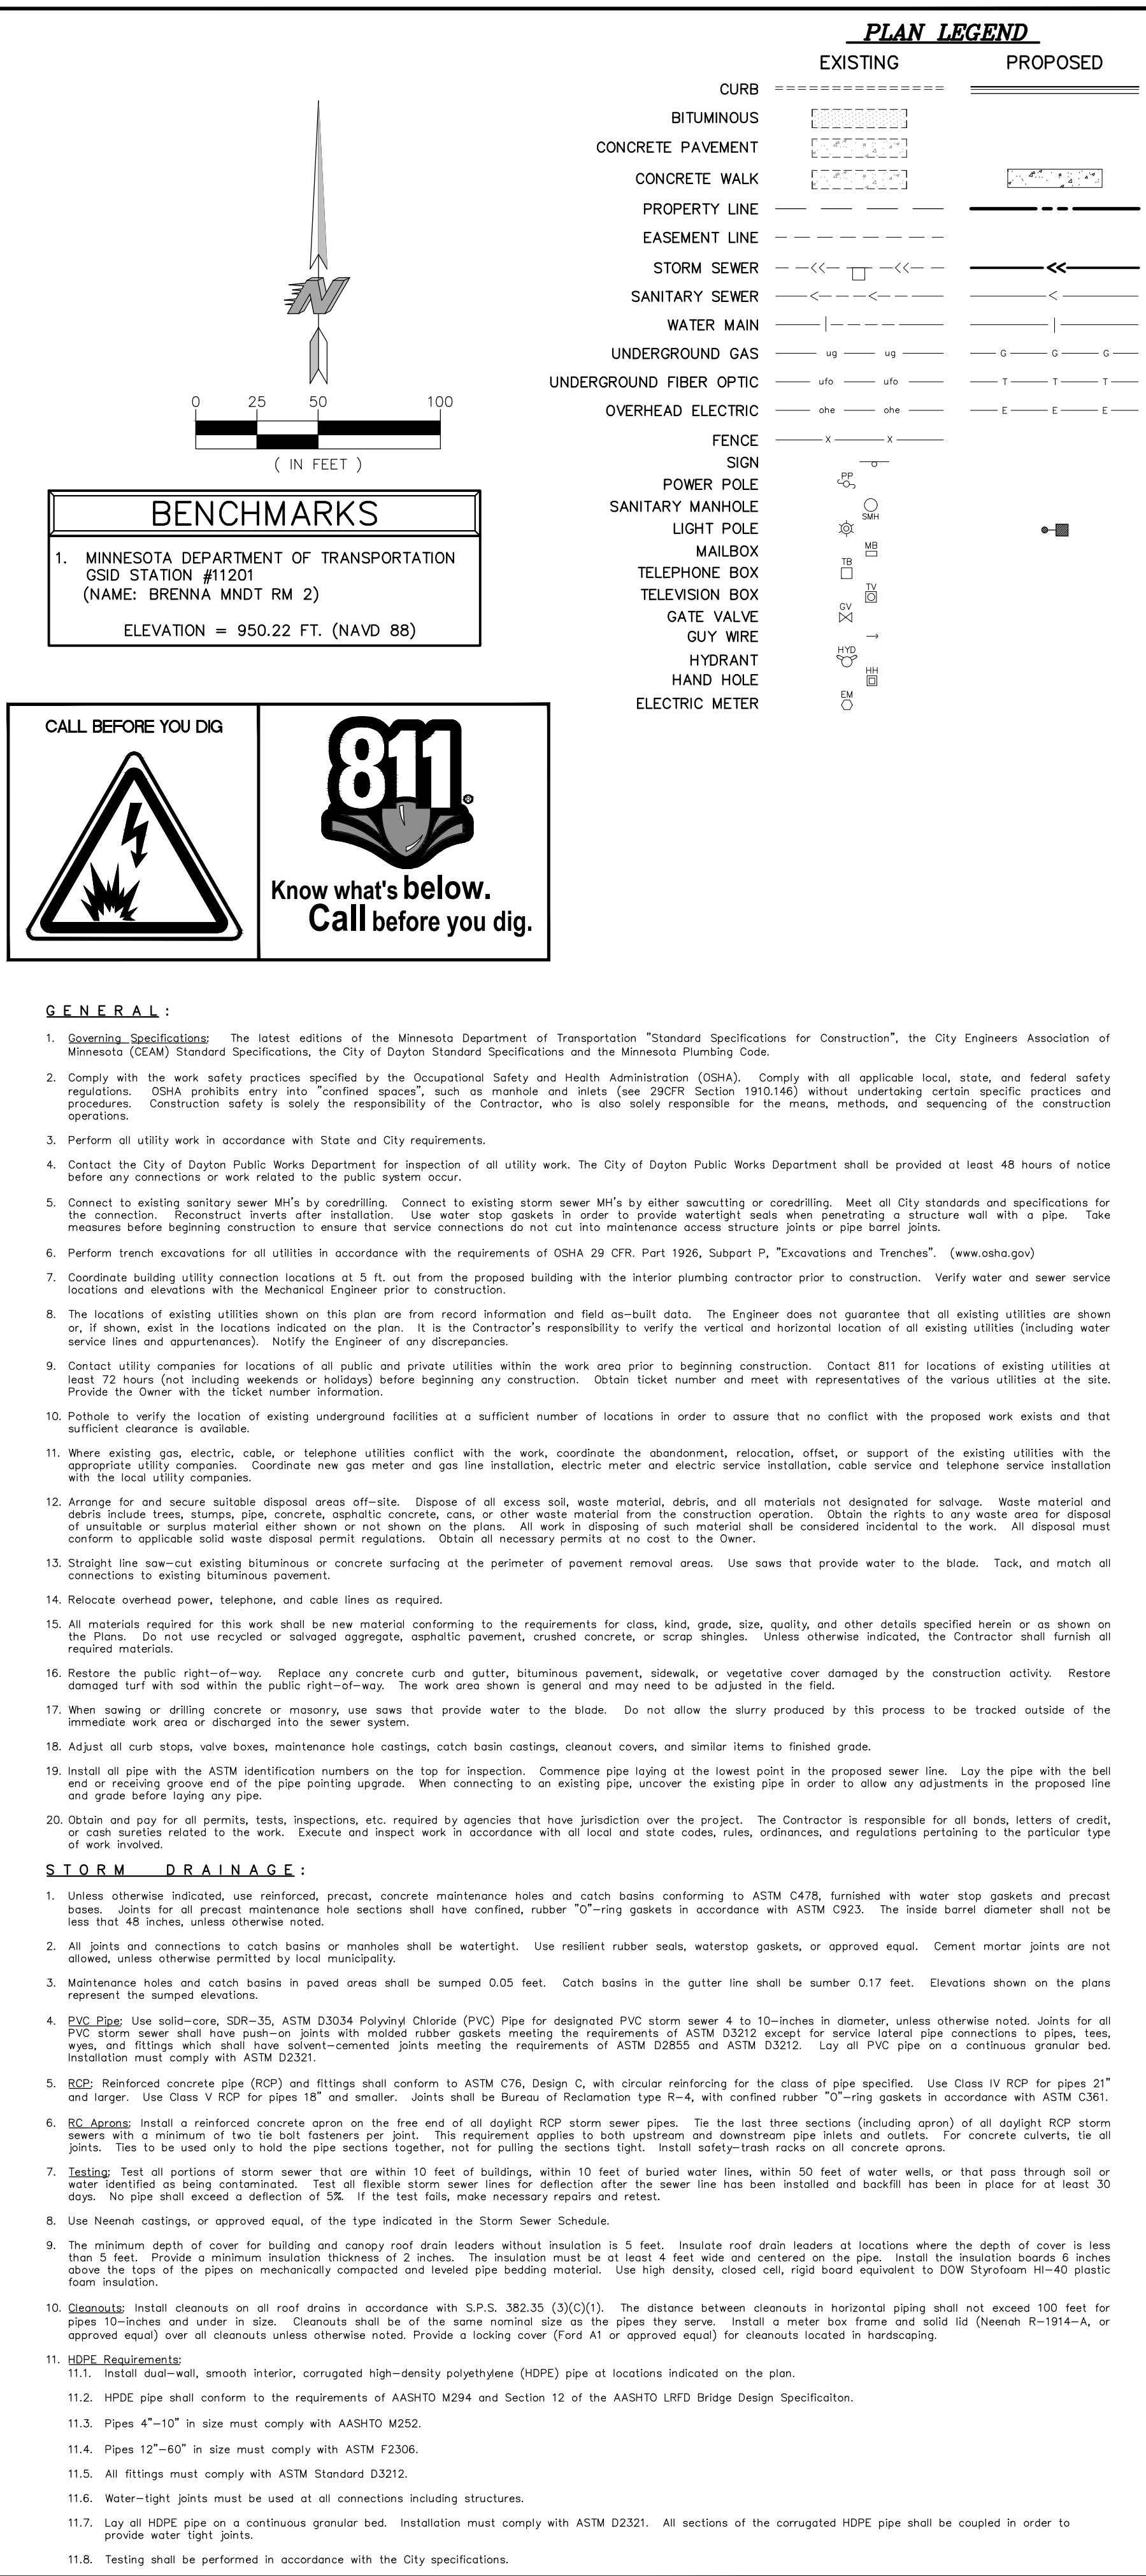 PLAN LEGEND
EXISTING PROPOSED
CURB
BITUMINOUS
CONCRETE PAVEMENT
CONCRETE WALK
PROPERTY LINE
EASEMENT LINE
STORM SEWER
SANITARY SEWER
WATER MAIN
UNDERGROUND GAS ug ug G G G
UNDERGROUND FIBER OPTIC ufo ufo T T T
OVERHEAD ELECTRIC ohe ohe E E E
FENCE X X
SIGN
POWER POLE PP
SANITARY MANHOLE SMH
LIGHT POLE
MAILBOX MB
TELEPHONE BOX TB
TELEVISION BOX TV
GATE VALVE GV
GUY WIRE
HYDRANT HYD
HAND HOLE HH
ELECTRIC METER EM
N
0 25 50 100
( IN FEET )
BENCHMARKS
1. MINNESOTA DEPARTMENT OF TRANSPORTATION
GSID STATION #11201
(NAME: BRENNA MNDT RM 2)
ELEVATION = 950.22 FT. (NAVD 88)
CALL BEFORE YOU DIG
811®
Know what's below.
Call before you dig.
GENERAL:
1. Governing Specifications: The latest editions of the Minnesota Department of Transportation "Standard Specifications for Construction", the City Engineers Association of
Minnesota (CEAM) Standard Specifications, the City of Dayton Standard Specifications and the Minnesota Plumbing Code.
2. Comply with the work safety practices specified by the Occupational Safety and Health Administration (OSHA). Comply with all applicable local, state, and federal safety
regulations. OSHA prohibits entry into "confined spaces", such as manhole and inlets (see 29CFR Section 1910.146) without undertaking certain specific practices and
procedures. Construction safety is solely the responsibility of the Contractor, who is also solely responsible for the means, methods, and sequencing of the construction
operations.
3. Perform all utility work in accordance with State and City requirements.
4. Contact the City of Dayton Public Works Department for inspection of all utility work. The City of Dayton Public Works Department shall be provided at least 48 hours of notice
before any connections or work related to the public system occur.
5. Connect to existing sanitary sewer MH's by coredrilling. Connect to existing storm sewer MH's by either sawcutting or coredrilling. Meet all City standards and specifications for
the connection. Reconstruct inverts after installation. Use water stop gaskets in order to provide watertight seals when penetrating a structure wall with a pipe. Take
measures before beginning construction to ensure that service connections do not cut into maintenance access structure joints or pipe barrel joints.
6. Perform trench excavations for all utilities in accordance with the requirements of OSHA 29 CFR. Part 1926, Subpart P, "Excavations and Trenches". (www.osha.gov)
7. Coordinate building utility connection locations at 5 ft. out from the proposed building with the interior plumbing contractor prior to construction. Verify water and sewer service
locations and elevations with the Mechanical Engineer prior to construction.
8. The locations of existing utilities shown on this plan are from record information and field as-built data. The Engineer does not guarantee that all existing utilities are shown
or, if shown, exist in the locations indicated on the plan. It is the Contractor's responsibility to verify the vertical and horizontal location of all existing utilities (including water
service lines and appurtenances). Notify the Engineer of any discrepancies.
9. Contact utility companies for locations of all public and private utilities within the work area prior to beginning construction. Contact 811 for locations of existing utilities at
least 72 hours (not including weekends or holidays) before beginning any construction. Obtain ticket number and meet with representatives of the various utilities at the site.
Provide the Owner with the ticket number information.
10. Pothole to verify the location of existing underground facilities at a sufficient number of locations in order to assure that no conflict with the proposed work exists and that
sufficient clearance is available.
11. Where existing gas, electric, cable, or telephone utilities conflict with the work, coordinate the abandonment, relocation, offset, or support of the existing utilities with the
appropriate utility companies. Coordinate new gas meter and gas line installation, electric meter and electric service installation, cable service and telephone service installation
with the local utility companies.
12. Arrange for and secure suitable disposal areas off-site. Dispose of all excess soil, waste material, debris, and all materials not designated for salvage. Waste material and
debris include trees, stumps, pipe, concrete, asphaltic concrete, cans, or other waste material from the construction operation. Obtain the rights to any waste area for disposal
of unsuitable or surplus material either shown or not shown on the plans. All work in disposing of such material shall be considered incidental to the work. All disposal must
conform to applicable solid waste disposal permit regulations. Obtain all necessary permits at no cost to the Owner.
13. Straight line saw-cut existing bituminous or concrete surfacing at the perimeter of pavement removal areas. Use saws that provide water to the blade. Tack, and match all
connections to existing bituminous pavement.
14. Relocate overhead power, telephone, and cable lines as required.
15. All materials required for this work shall be new material conforming to the requirements for class, kind, grade, size, quality, and other details specified herein or as shown on
the Plans. Do not use recycled or salvaged aggregate, asphaltic pavement, crushed concrete, or scrap shingles. Unless otherwise indicated, the Contractor shall furnish all
required materials.
16. Restore the public right-of-way. Replace any concrete curb and gutter, bituminous pavement, sidewalk, or vegetative cover damaged by the construction activity. Restore
damaged turf with sod within the public right-of-way. The work area shown is general and may need to be adjusted in the field.
17. When sawing or drilling concrete or masonry, use saws that provide water to the blade. Do not allow the slurry produced by this process to be tracked outside of the
immediate work area or discharged into the sewer system.
18. Adjust all curb stops, valve boxes, maintenance hole castings, catch basin castings, cleanout covers, and similar items to finished grade.
19. Install all pipe with the ASTM identification numbers on the top for inspection. Commence pipe laying at the lowest point in the proposed sewer line. Lay the pipe with the bell
end or receiving groove end of the pipe pointing upgrade. When connecting to an existing pipe, uncover the existing pipe in order to allow any adjustments in the proposed line
and grade before laying any pipe.
20. Obtain and pay for all permits, tests, inspections, etc. required by agencies that have jurisdiction over the project. The Contractor is responsible for all bonds, letters of credit,
or cash sureties related to the work. Execute and inspect work in accordance with all local and state codes, rules, ordinances, and regulations pertaining to the particular type
of work involved.
STORM DRAINAGE:
1. Unless otherwise indicated, use reinforced, precast, concrete maintenance holes and catch basins conforming to ASTM C478, furnished with water stop gaskets and precast
bases. Joints for all precast maintenance hole sections shall have confined, rubber "O"-ring gaskets in accordance with ASTM C923. The inside barrel diameter shall not be
less that 48 inches, unless otherwise noted.
2. All joints and connections to catch basins or manholes shall be watertight. Use resilient rubber seals, waterstop gaskets, or approved equal. Cement mortar joints are not
allowed, unless otherwise permitted by local municipality.
3. Maintenance holes and catch basins in paved areas shall be sumped 0.05 feet. Catch basins in the gutter line shall be sumber 0.17 feet. Elevations shown on the plans
represent the sumped elevations.
4. PVC Pipe: Use solid-core, SDR-35, ASTM D3034 Polyvinyl Chloride (PVC) Pipe for designated PVC storm sewer 4 to 10-inches in diameter, unless otherwise noted. Joints for all
PVC storm sewer shall have push-on joints with molded rubber gaskets meeting the requirements of ASTM D3212 except for service lateral pipe connections to pipes, tees,
wyes, and fittings which shall have solvent-cemented joints meeting the requirements of ASTM D2855 and ASTM D3212. Lay all PVC pipe on a continuous granular bed.
Installation must comply with ASTM D2321.
5. RCP: Reinforced concrete pipe (RCP) and fittings shall conform to ASTM C76, Design C, with circular reinforcing for the class of pipe specified. Use Class IV RCP for pipes 21"
and larger. Use Class V RCP for pipes 18" and smaller. Joints shall be Bureau of Reclamation type R-4, with confined rubber "O"-ring gaskets in accordance with ASTM C361.
6. RC Aprons: Install a reinforced concrete apron on the free end of all daylight RCP storm sewer pipes. Tie the last three sections (including apron) of all daylight RCP storm
sewers with a minimum of two tie bolt fasteners per joint. This requirement applies to both upstream and downstream pipe inlets and outlets. For concrete culverts, tie all
joints. Ties to be used only to hold the pipe sections together, not for pulling the sections tight. Install safety-trash racks on all concrete aprons.
7. Testing: Test all portions of storm sewer that are within 10 feet of buildings, within 10 feet of buried water lines, within 50 feet of water wells, or that pass through soil or
water identified as being contaminated. Test all flexible storm sewer lines for deflection after the sewer line has been installed and backfill has been in place for at least 30
days. No pipe shall exceed a deflection of 5%. If the test fails, make necessary repairs and retest.
8. Use Neenah castings, or approved equal, of the type indicated in the Storm Sewer Schedule.
9. The minimum depth of cover for building and canopy roof drain leaders without insulation is 5 feet. Insulate roof drain leaders at locations where the depth of cover is less
than 5 feet. Provide a minimum insulation thickness of 2 inches. The insulation must be at least 4 feet wide and centered on the pipe. Install the insulation boards 6 inches
above the tops of the pipes on mechanically compacted and leveled pipe bedding material. Use high density, closed cell, rigid board equivalent to DOW Styrofoam HI-40 plastic
foam insulation.
10. Cleanouts: Install cleanouts on all roof drains in accordance with S.P.S. 382.35 (3)(C)(1). The distance between cleanouts in horizontal piping shall not exceed 100 feet for
pipes 10-inches and under in size. Cleanouts shall be of the same nominal size as the pipes they serve. Install a meter box frame and solid lid (Neenah R-1914-A, or
approved equal) over all cleanouts unless otherwise noted. Provide a locking cover (Ford A1 or approved equal) for cleanouts located in hardscaping.
11. HDPE Requirements:
11.1. Install dual-wall, smooth interior, corrugated high-density polyethylene (HDPE) pipe at locations indicated on the plan.
11.2. HPDE pipe shall conform to the requirements of AASHTO M294 and Section 12 of the AASHTO LRFD Bridge Design Specificaiton.
11.3. Pipes 4"-10" in size must comply with AASHTO M252.
11.4. Pipes 12"-60" in size must comply with ASTM F2306.
11.5. All fittings must comply with ASTM Standard D3212.
11.6. Water-tight joints must be used at all connections including structures.
11.7. Lay all HDPE pipe on a continuous granular bed. Installation must comply with ASTM D2321. All sections of the corrugated HDPE pipe shall be coupled in order to
provide water tight joints.
11.8. Testing shall be performed in accordance with the City specifications.